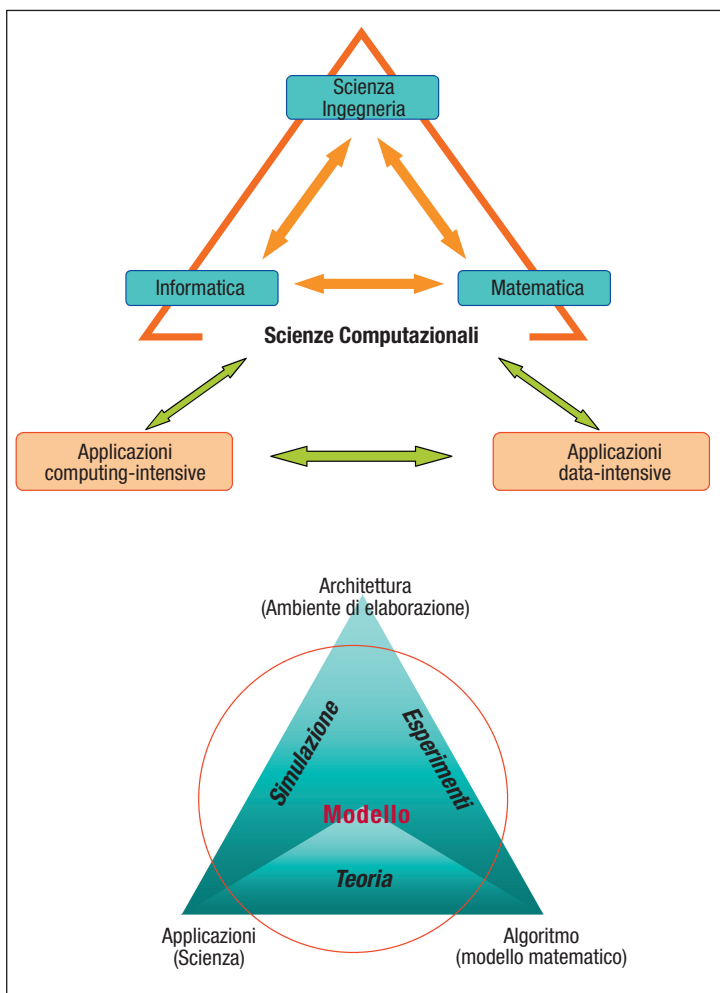 Scienza
Ingegneria
Informatica
Matematica
Scienze Computazionali
Applicazioni
computing-intensive
Applicazioni
data-intensive
Architettura
(Ambiente di elaborazione)
Simulazione
Esperimenti
Modello
Teoria
Applicazioni
(Scienza)
Algoritmo
(modello matematico)